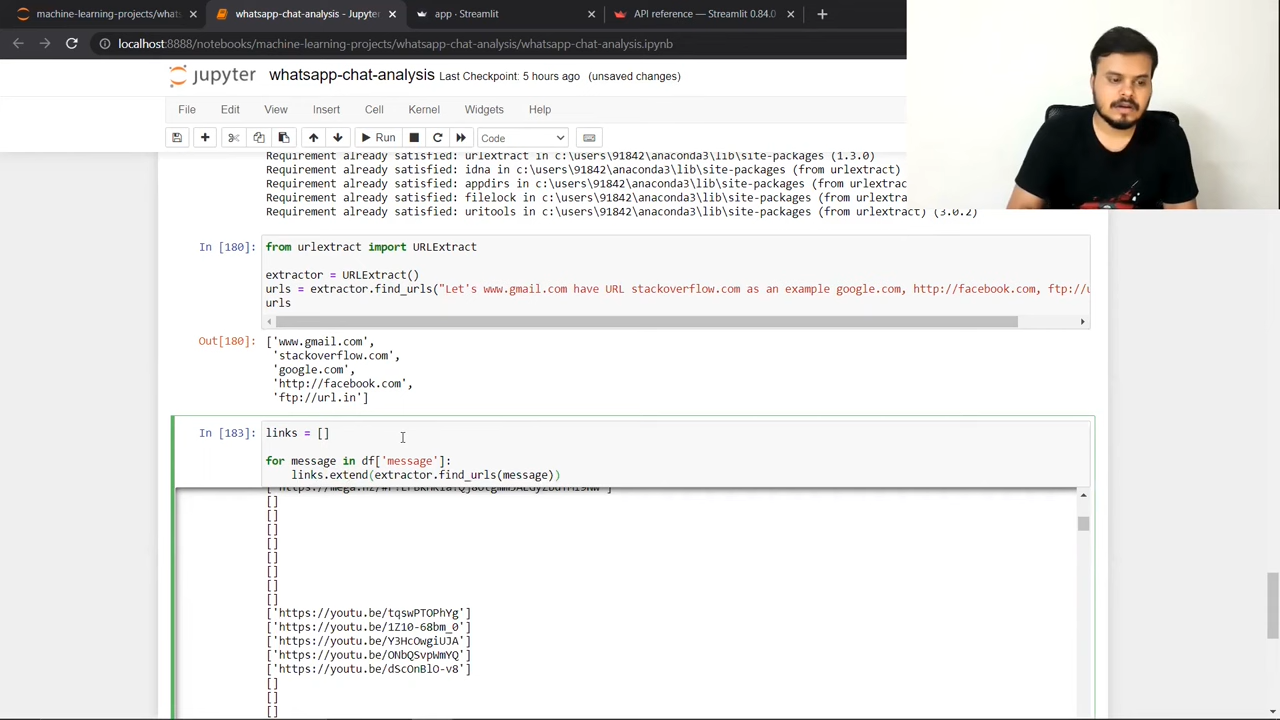 machine-learning-projects/whats
whatsapp-chat-analysis - Jupyter
app · Streamlit
API reference — Streamlit 0.84.0
localhost:8888/notebooks/machine-learning-projects/whatsapp-chat-analysis/whatsapp-chat-analysis.ipynb
jupyter whatsapp-chat-analysis Last Checkpoint: 5 hours ago (unsaved changes)
File Edit View Insert Cell Kernel Widgets Help
Run Code
Requirement already satisfied: urlextract in c:\users\91842\anaconda3\lib\site-packages (1.3.0)
Requirement already satisfied: idna in c:\users\91842\anaconda3\lib\site-packages (from urlextract)
Requirement already satisfied: appdirs in c:\users\91842\anaconda3\lib\site-packages (from urlextrac
Requirement already satisfied: filelock in c:\users\91842\anaconda3\lib\site-packages (from urlextra
Requirement already satisfied: uritools in c:\users\91842\anaconda3\lib\site-packages (from urlextract) (3.0.2)
In [180]: from urlextract import URLExtract
extractor = URLExtract()
urls = extractor.find_urls("Let's www.gmail.com have URL stackoverflow.com as an example google.com, http://facebook.com, ftp://u
urls
Out[180]: ['www.gmail.com',
'stackoverflow.com',
'google.com',
'http://facebook.com',
'ftp://url.in']
In [183]: links = []
for message in df['message']:
links.extend(extractor.find_urls(message))
[]
[]
[]
[]
[]
[]
[]
[]
['https://youtu.be/tqswPTOPhYg']
['https://youtu.be/1Z10-68bm_0']
['https://youtu.be/Y3HcOwgiUJA']
['https://youtu.be/ONbQSvpWmYQ']
['https://youtu.be/dScOnBlO-v8']
[]
[]
[]